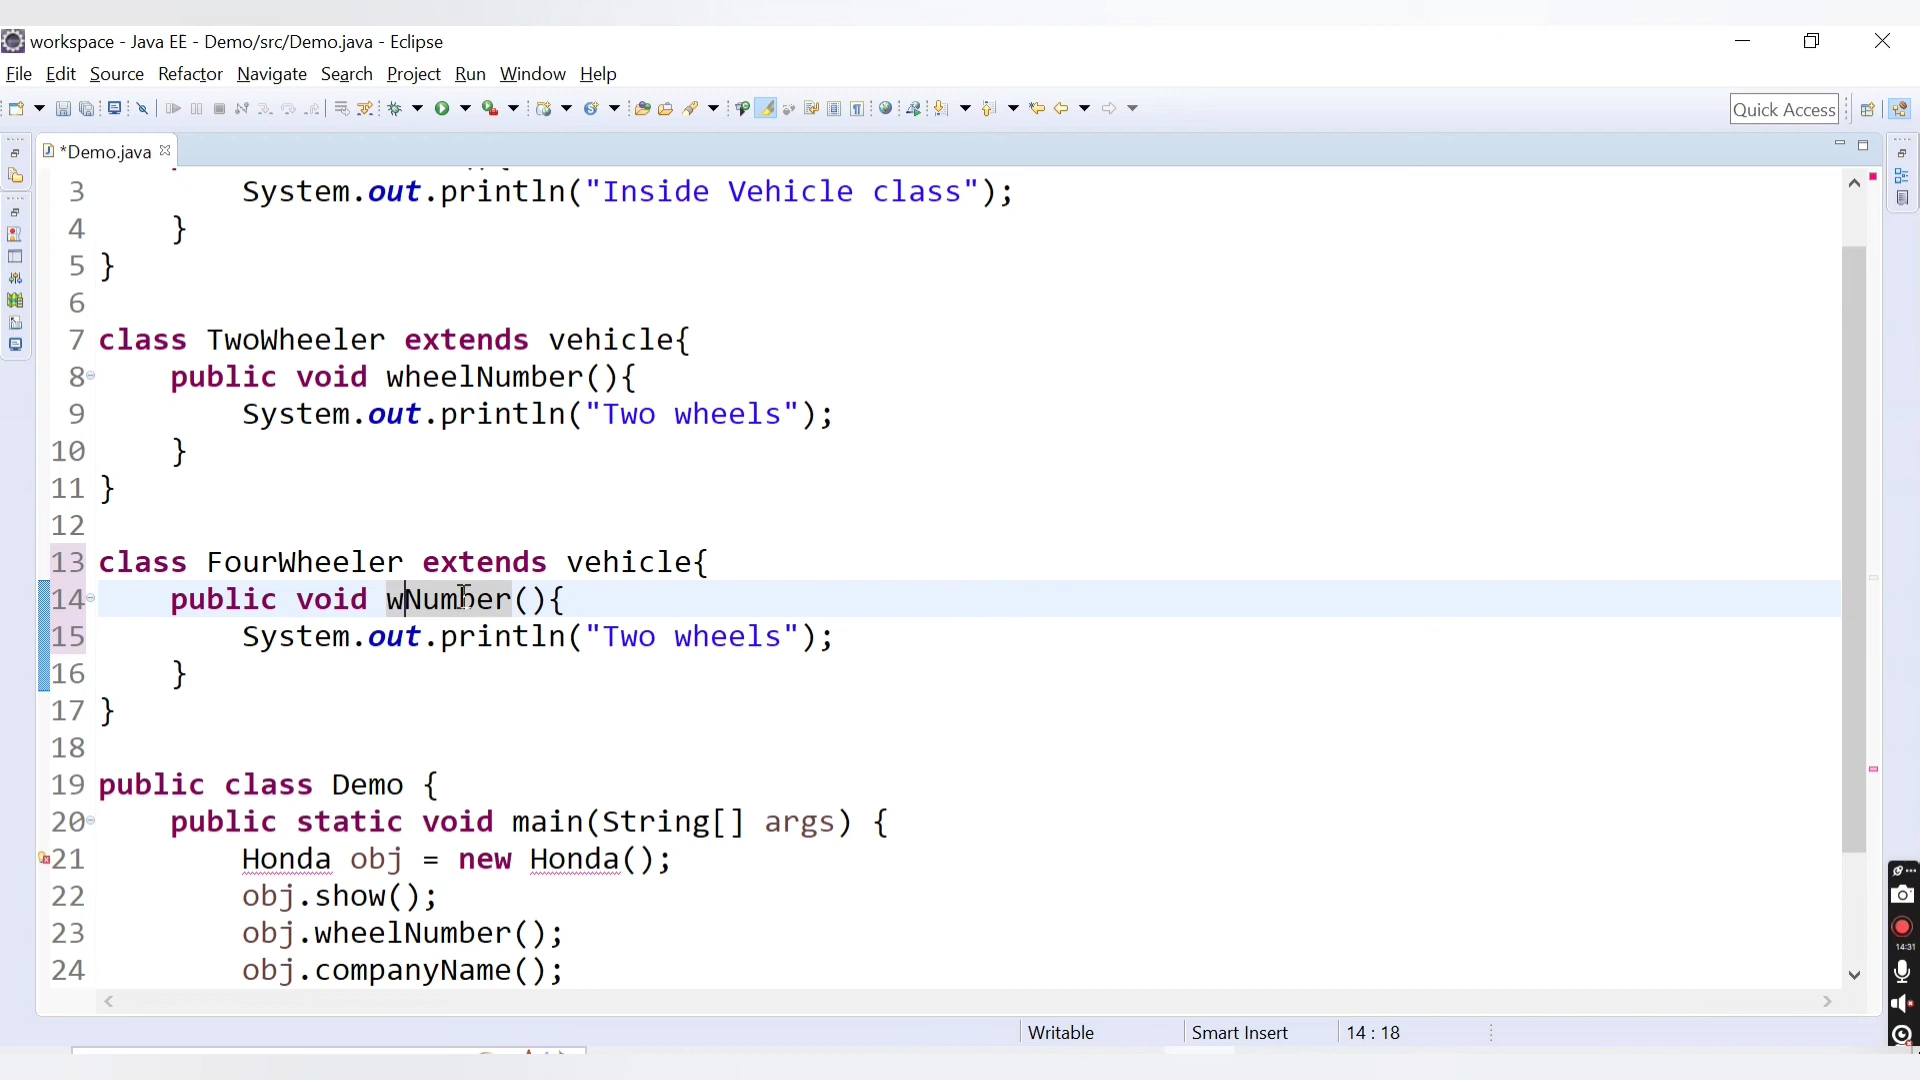 workspace - Java EE - Demo/src/Demo.java - Eclipse
File Edit Source Refactor Navigate Search Project Run Window Help
Quick Access
*Demo.java
3 System.out.println("Inside Vehicle class");
4 }
5 }
6
7 class TwoWheeler extends vehicle{
8 public void wheelNumber(){
9 System.out.println("Two wheels");
10 }
11 }
12
13 class FourWheeler extends vehicle{
14 public void wNumber(){
15 System.out.println("Two wheels");
16 }
17 }
18
19 public class Demo {
20 public static void main(String[] args) {
21 Honda obj = new Honda();
22 obj.show();
23 obj.wheelNumber();
24 obj.companyName();
14:31
Writable Smart Insert 14 : 18